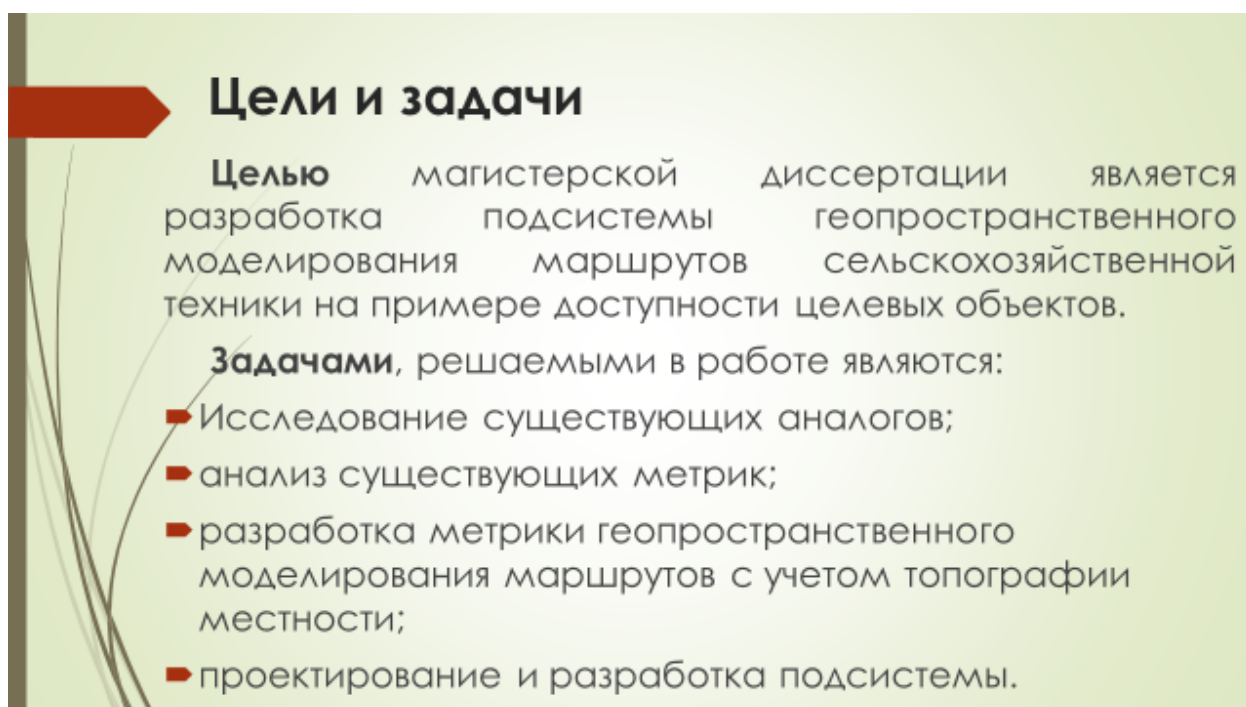 Цели и задачи
Целью магистерской диссертации является
разработка подсистемы геопространственного
моделирования маршрутов сельскохозяйственной
техники на примере доступности целевых объектов.
Задачами, решаемыми в работе являются:
Исследование существующих аналогов;
анализ существующих метрик;
разработка метрики геопространственного
моделирования маршрутов с учетом топографии
местности;
проектирование и разработка подсистемы.